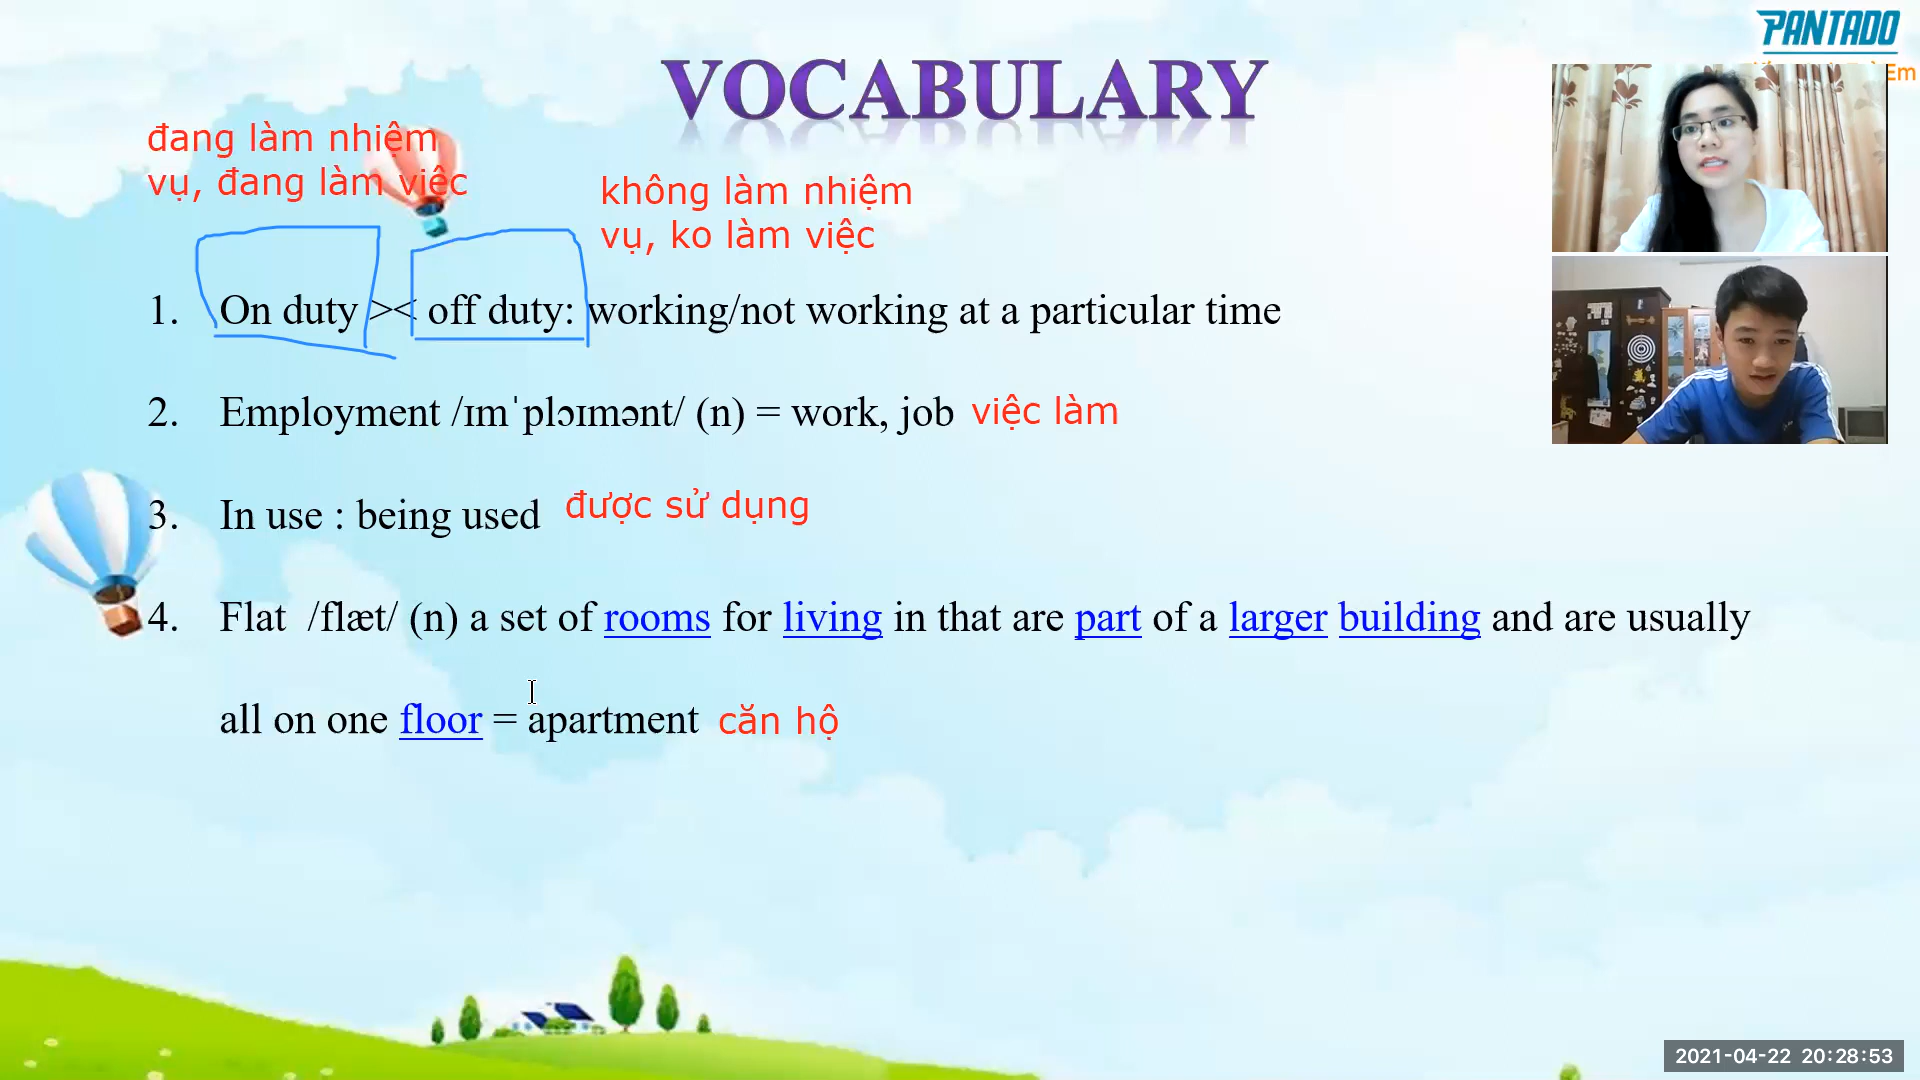 PANTADO
Em
VOCABULARY
đang làm nhiệm
vụ, đang làm việc
không làm nhiệm
vụ, ko làm việc
1. On duty >< off duty: working/not working at a particular time
2. Employment /ɪmˈplɔɪmənt/ (n) = work, job việc làm
3. In use : being used được sử dụng
4. Flat /flæt/ (n) a set of rooms for living in that are part of a larger building and are usually
all on one floor = apartment căn hộ
2021-04-22 20:28:53